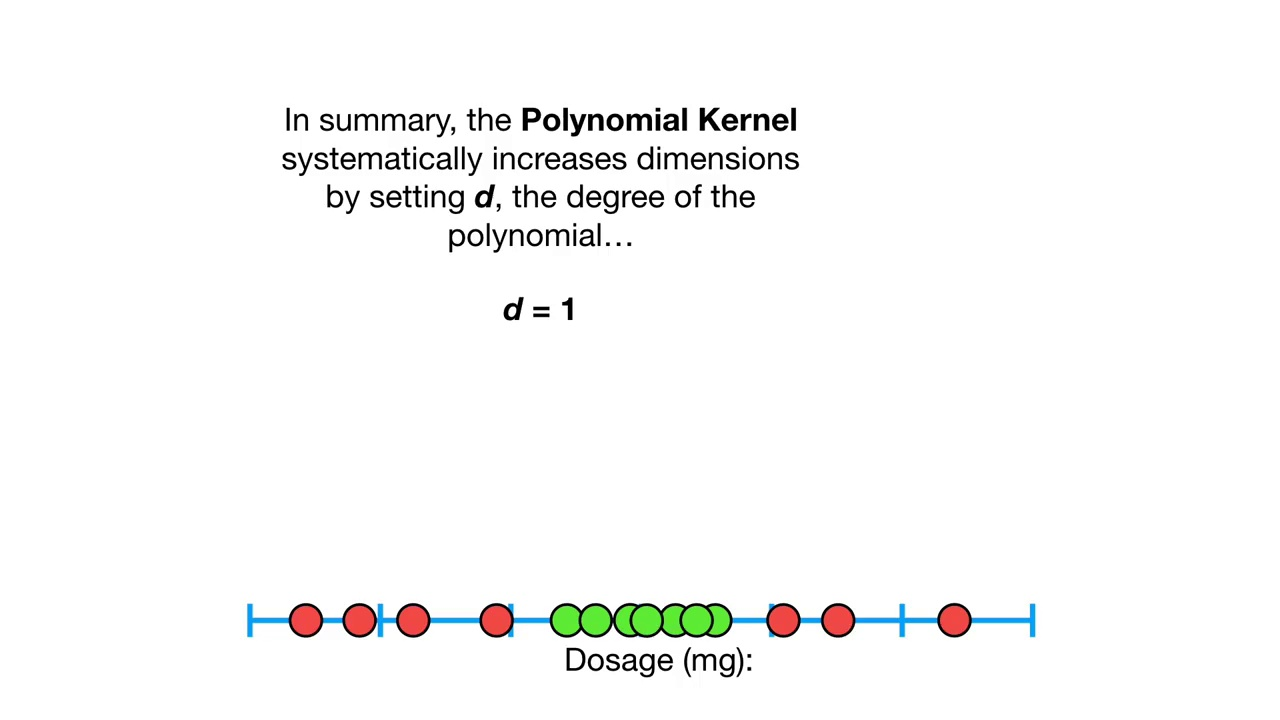 In summary, the Polynomial Kernel
systematically increases dimensions
by setting d, the degree of the
polynomial…
d = 1
Dosage (mg):